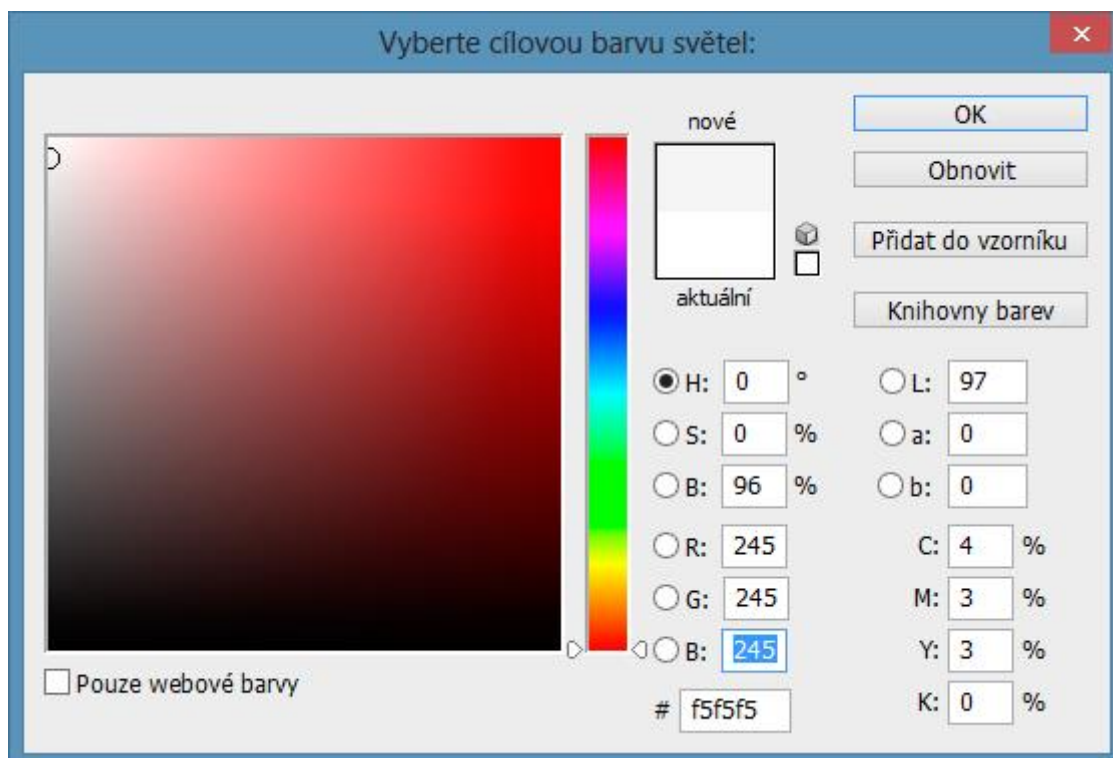 Vyberte cílovou barvu světel:
nové
aktuální
OK
Obnovit
Přidat do vzorníku
Knihovny barev
H: 0 °
S: 0 %
B: 96 %
R: 245
G: 245
B: 245
# f5f5f5
L: 97
a: 0
b: 0
C: 4 %
M: 3 %
Y: 3 %
K: 0 %
Pouze webové barvy